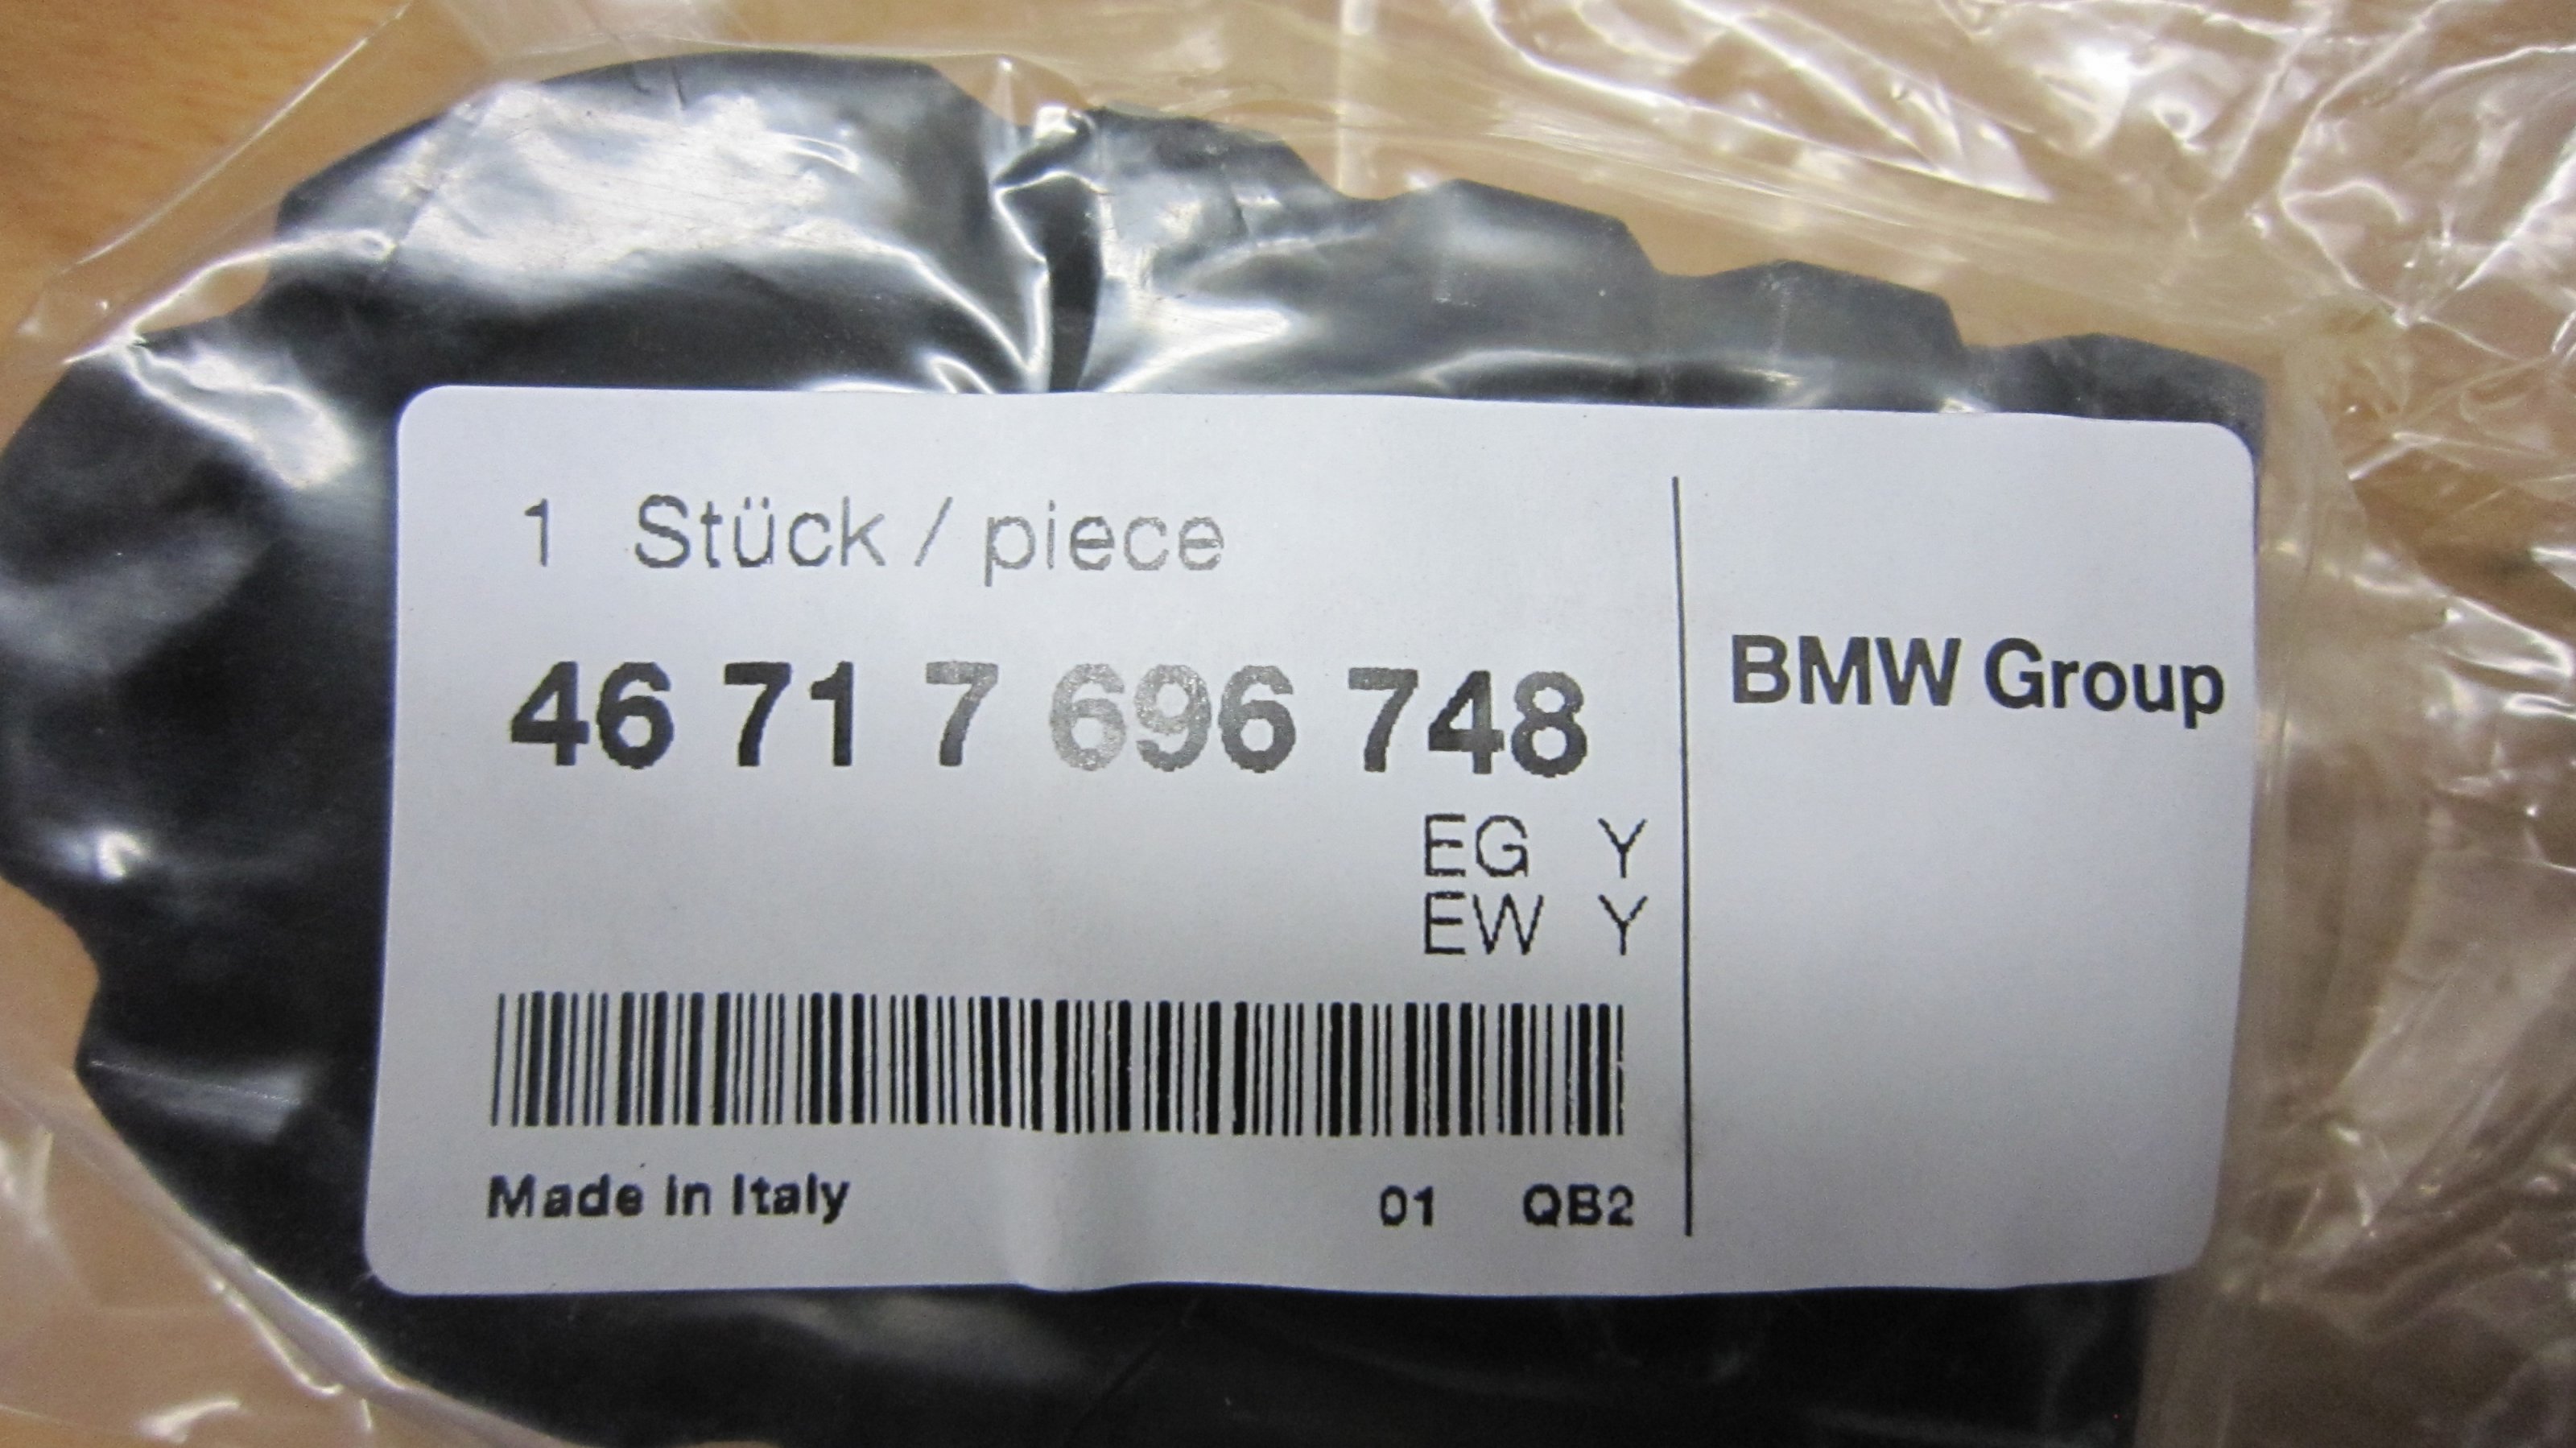 1 Stück / piece
46 71 7 696 748
BMW Group
EG Y
EW Y
Made in Italy 01 QB2